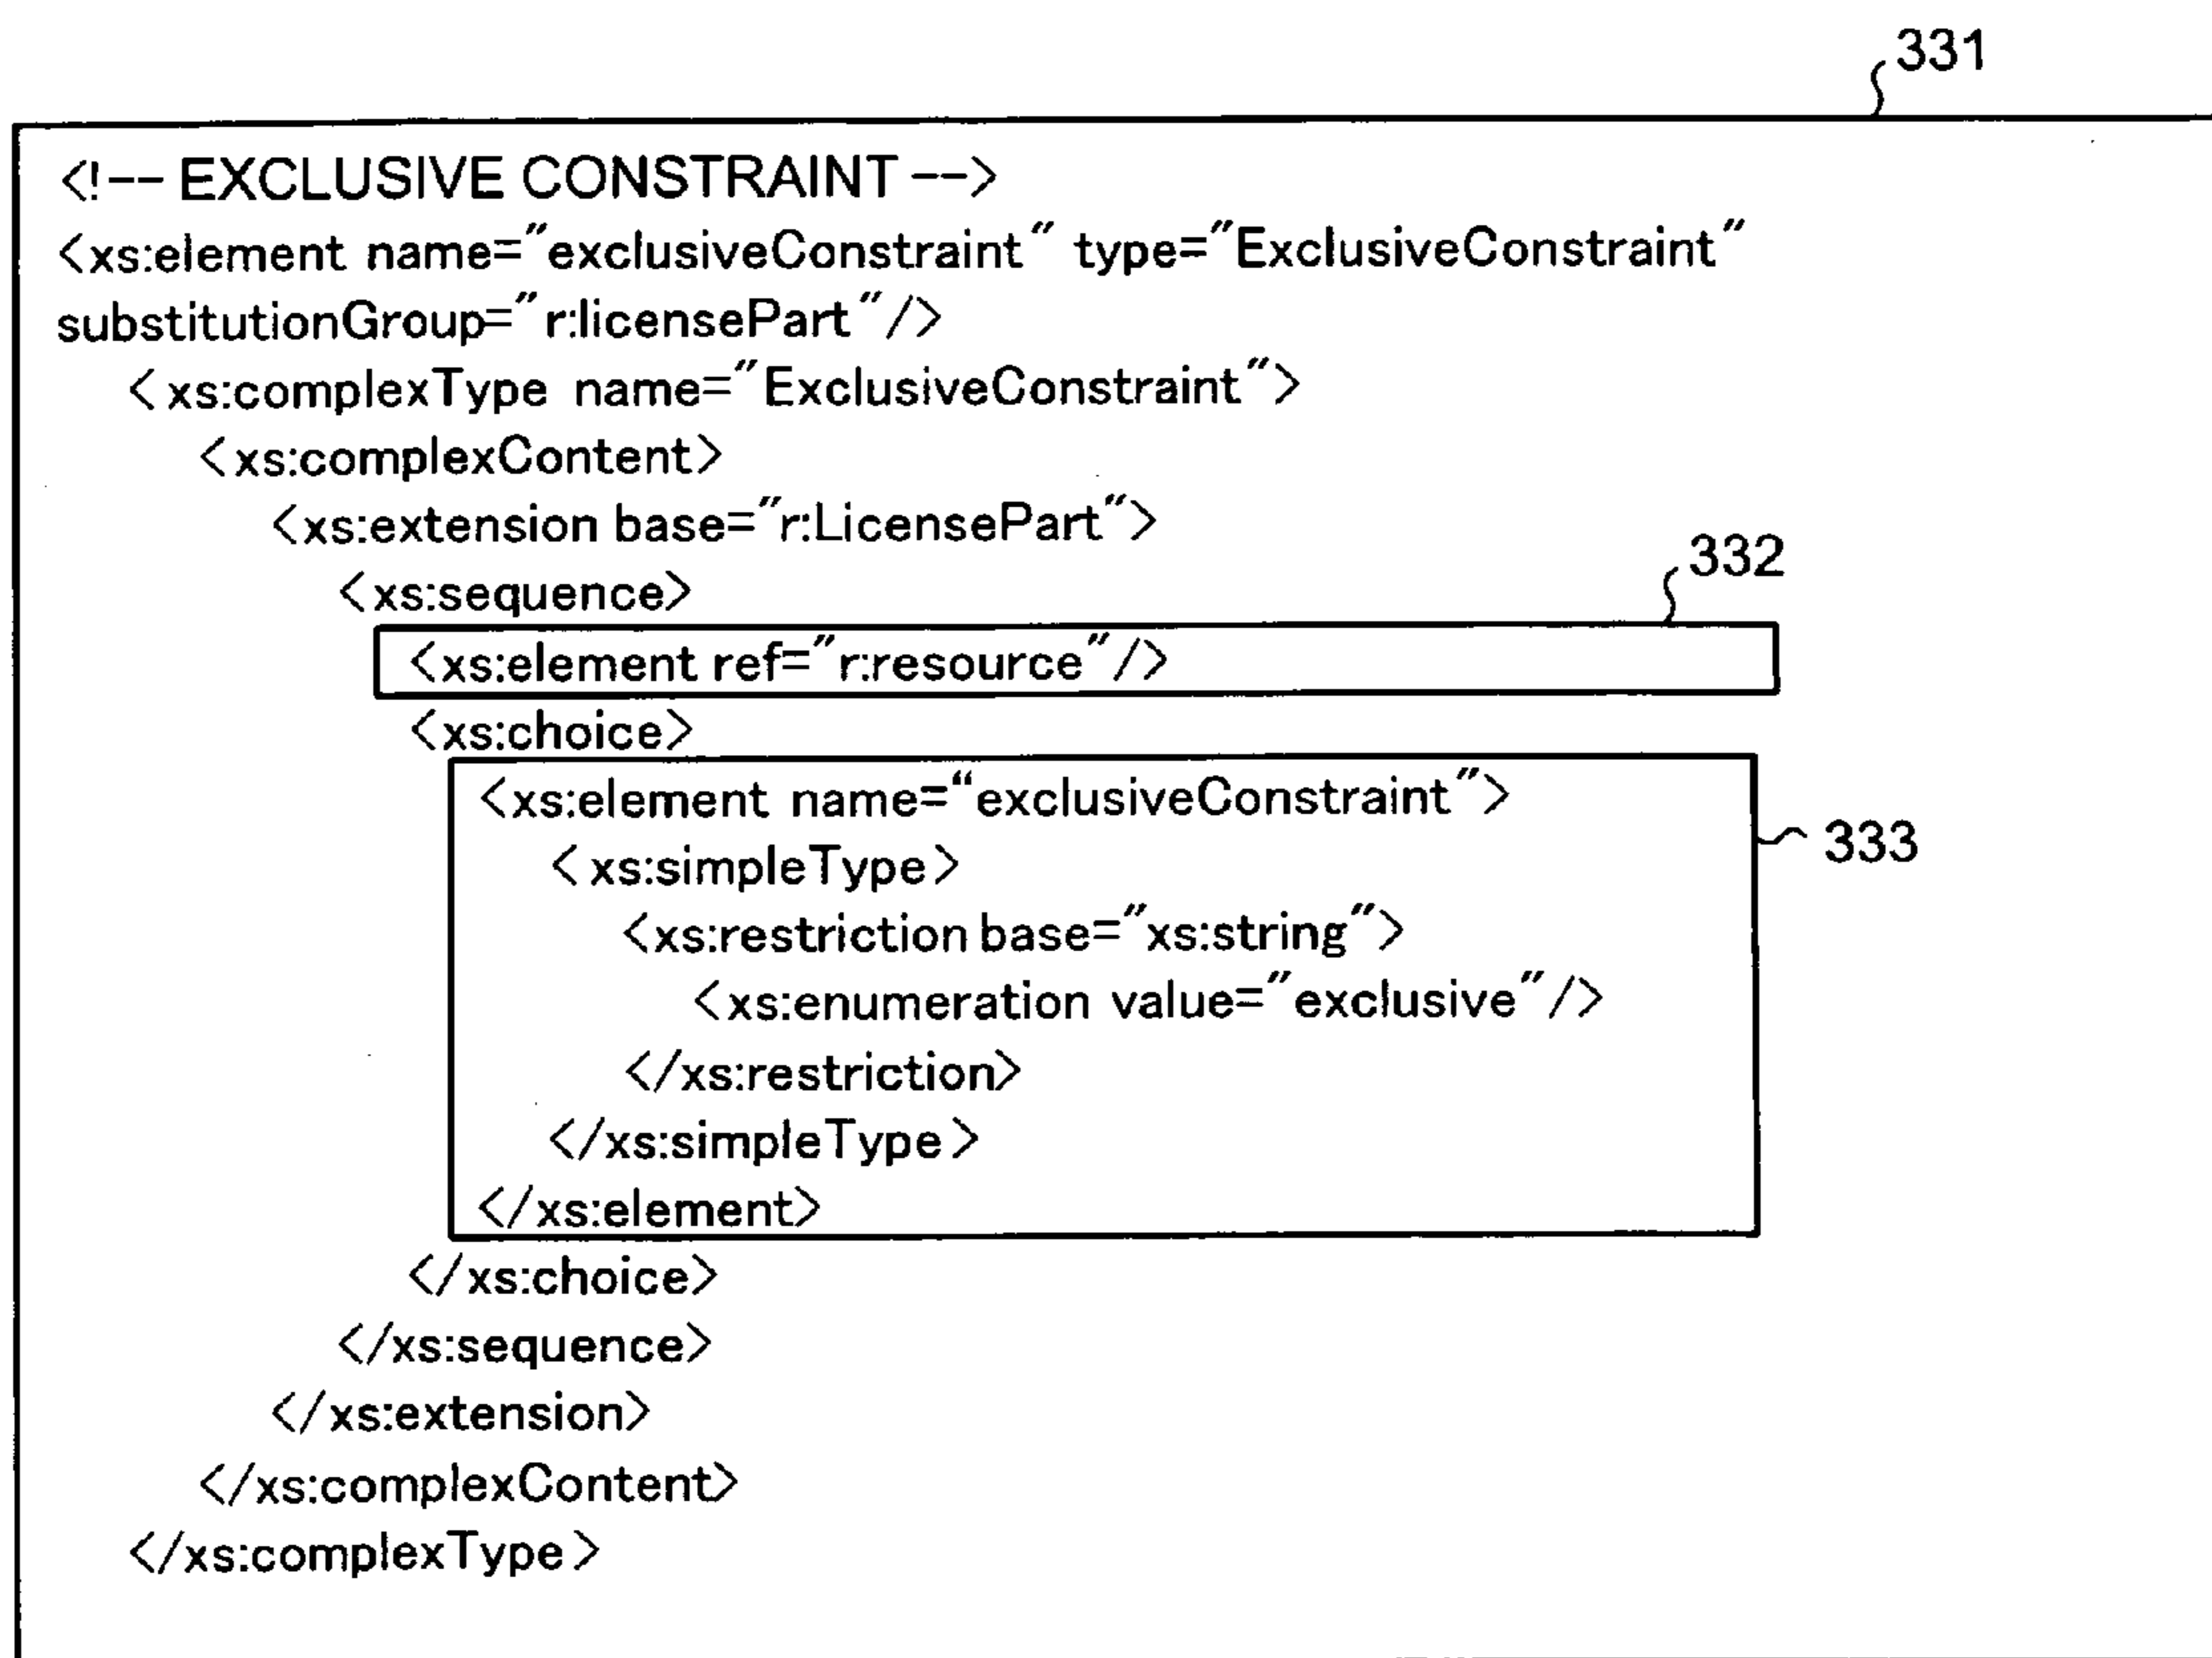 331
<!-- EXCLUSIVE CONSTRAINT -->
<xs:element name="exclusiveConstraint" type="ExclusiveConstraint"
substitutionGroup="r:licensePart"/>
<xs:complexType name="ExclusiveConstraint">
<xs:complexContent>
<xs:extension base="r:LicensePart">
<xs:sequence>
332
<xs:element ref="r:resource"/>
<xs:choice>
<xs:element name="exclusiveConstraint">
333
<xs:simpleType>
<xs:restriction base="xs:string">
<xs:enumeration value="exclusive"/>
</xs:restriction>
</xs:simpleType>
</xs:element>
</xs:choice>
</xs:sequence>
</xs:extension>
</xs:complexContent>
</xs:complexType>